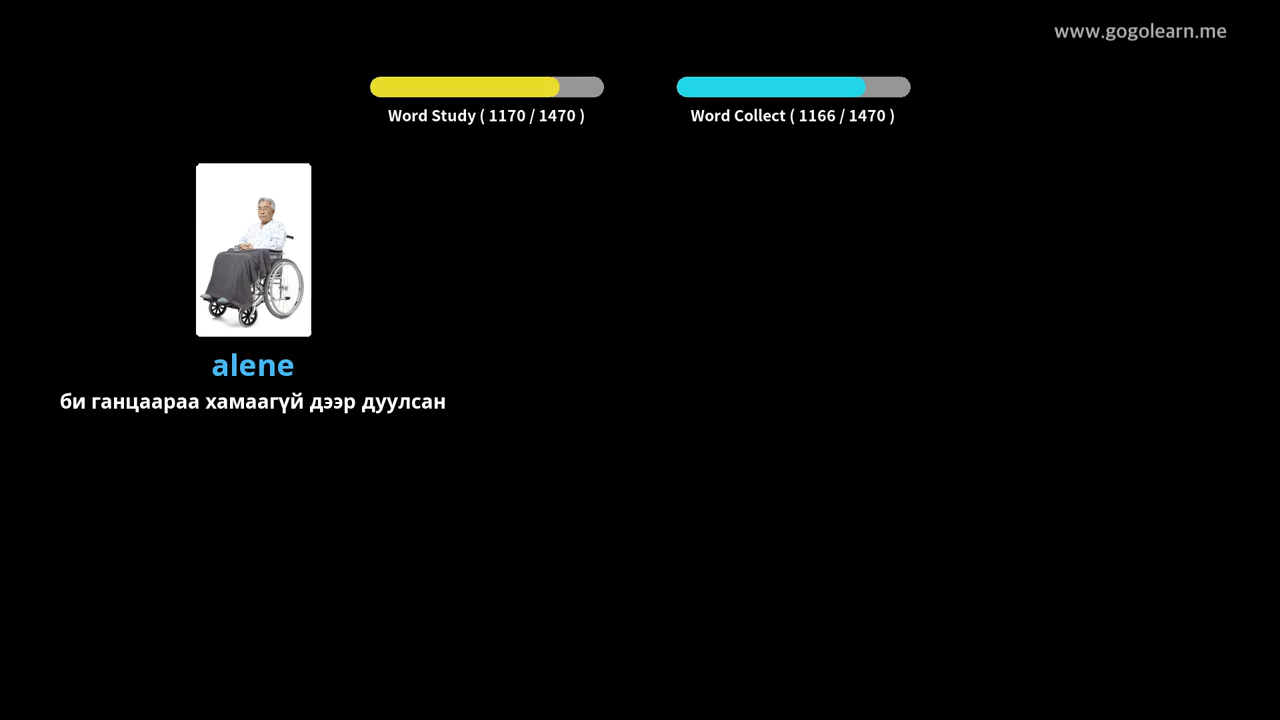 www.gogolearn.me
Word Study ( 1170 / 1470 )
Word Collect ( 1166 / 1470 )
alene
би ганцаараа хамаагүй дээр дуулсан